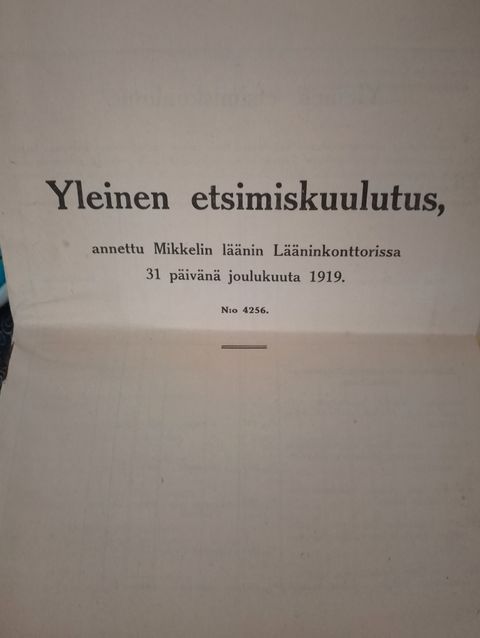 Yleinen etsimiskuulutus,
annettu Mikkelin läänin Lääninkonttorissa
31 päivänä joulukuuta 1919.
N:o 4256.